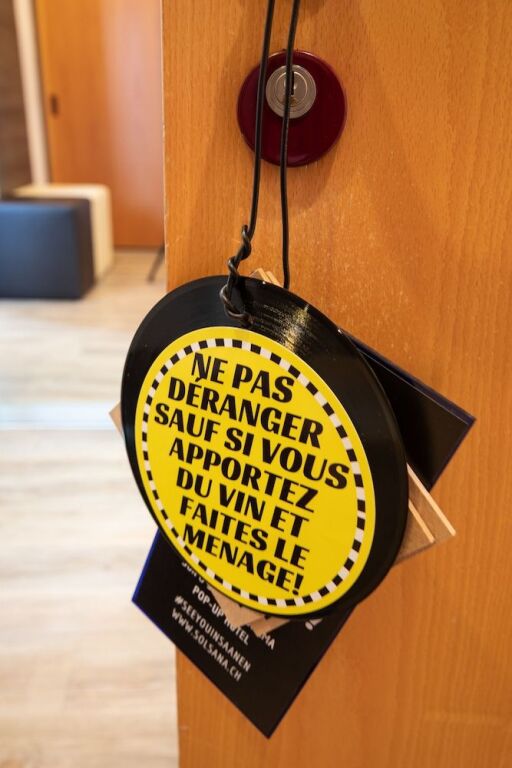 NE PAS
DÉRANGER
SAUF SI VOUS
APPORTEZ
DU VIN ET
FAITES LE
MENAGE!
POP-UP
#SEEYOUINSAANEN
WWW.SOLSANA.CH